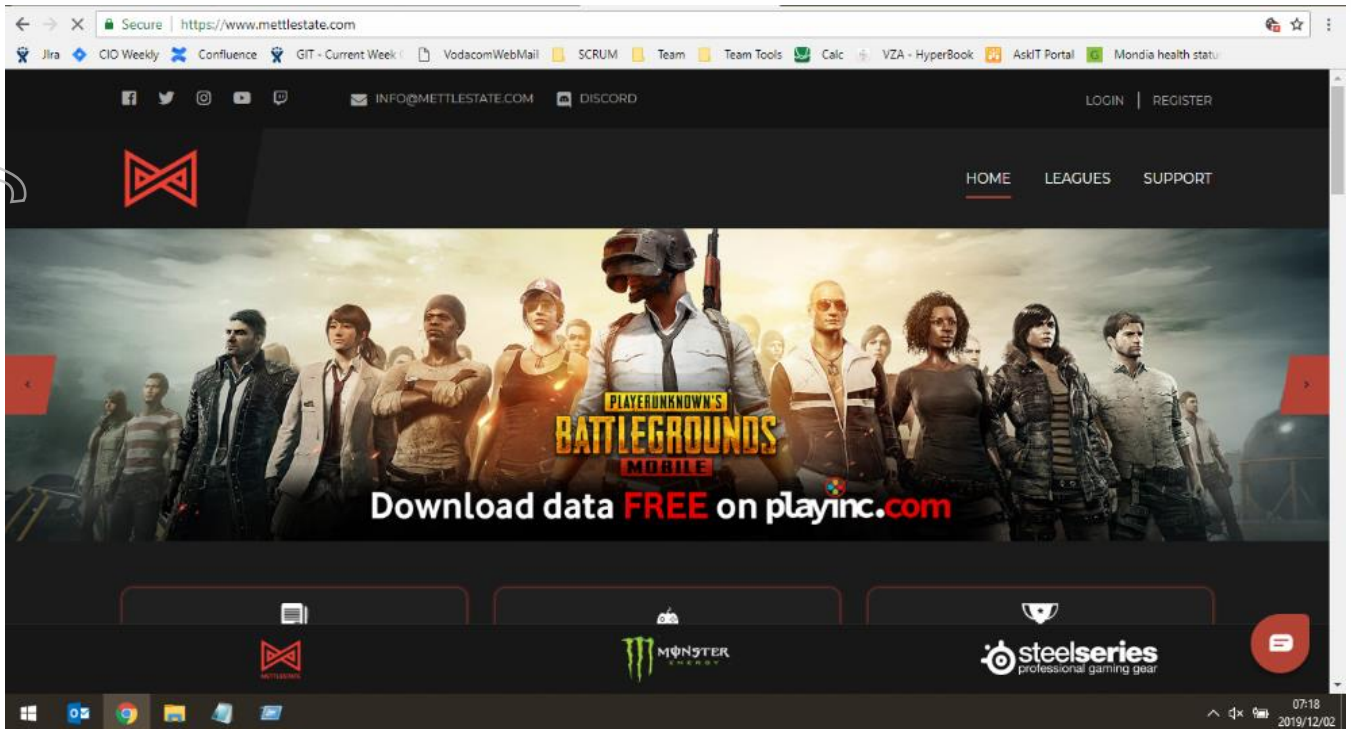 Secure https://www.mettlestate.com
Jira CIO Weekly Confluence GIT - Current Week VodacomWebMail SCRUM Team Team Tools Calc VZA - HyperBook AskIT Portal Mondia health statu
INFO@METTLESTATE.COM DISCORD LOGIN | REGISTER
HOME LEAGUES SUPPORT
PLAYERUNKNOWN'S
BATTLEGROUNDS
MOBILE
Download data FREE on playinc.com
METTLESTATE
MONSTER
ENERGY
steelseries
professional gaming gear
07:18
2019/12/02